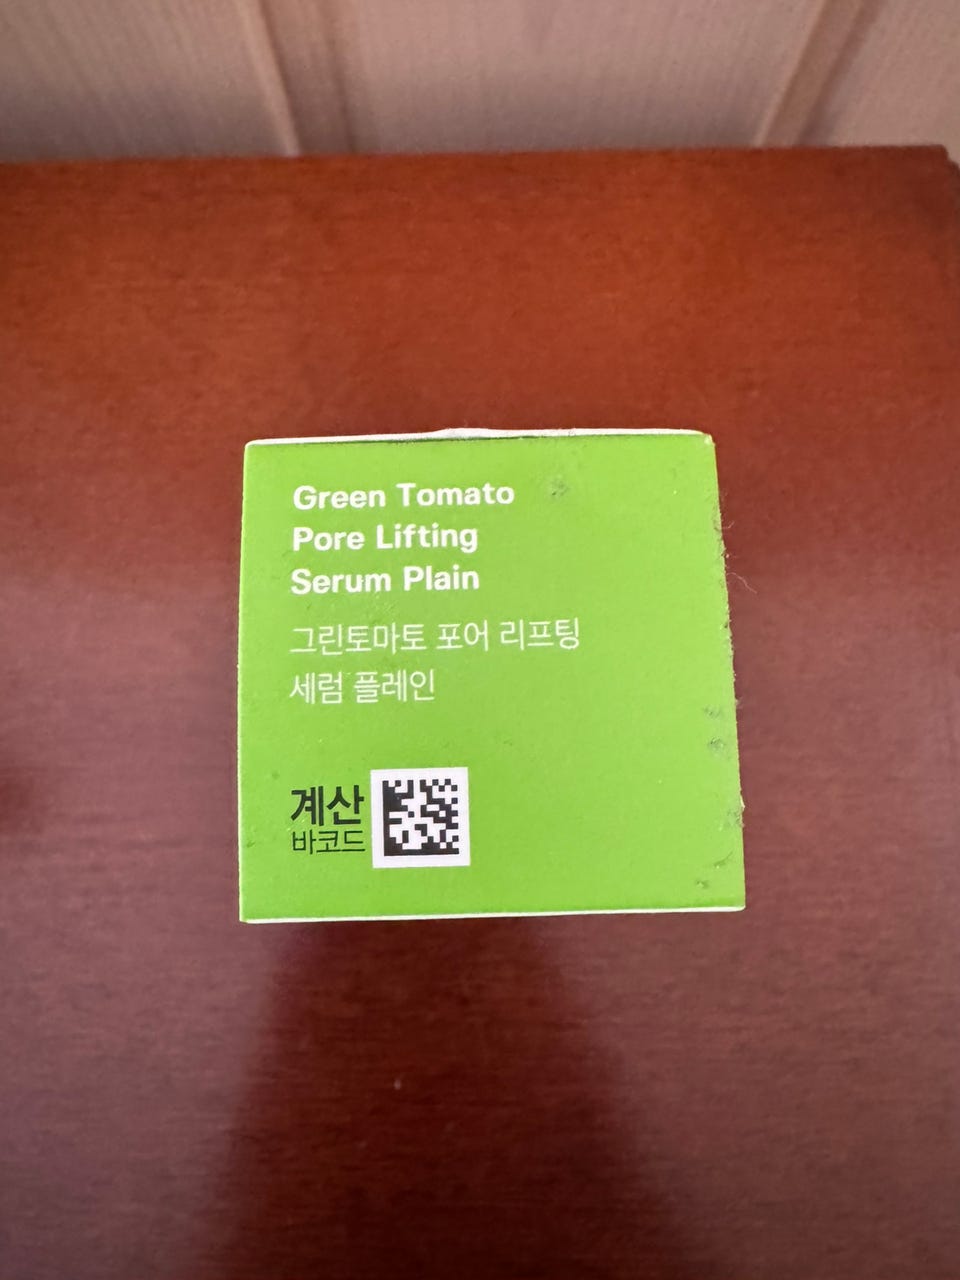 Green Tomato
Pore Lifting
Serum Plain
그린토마토 포어 리프팅
세럼 플레인
계산
바코드